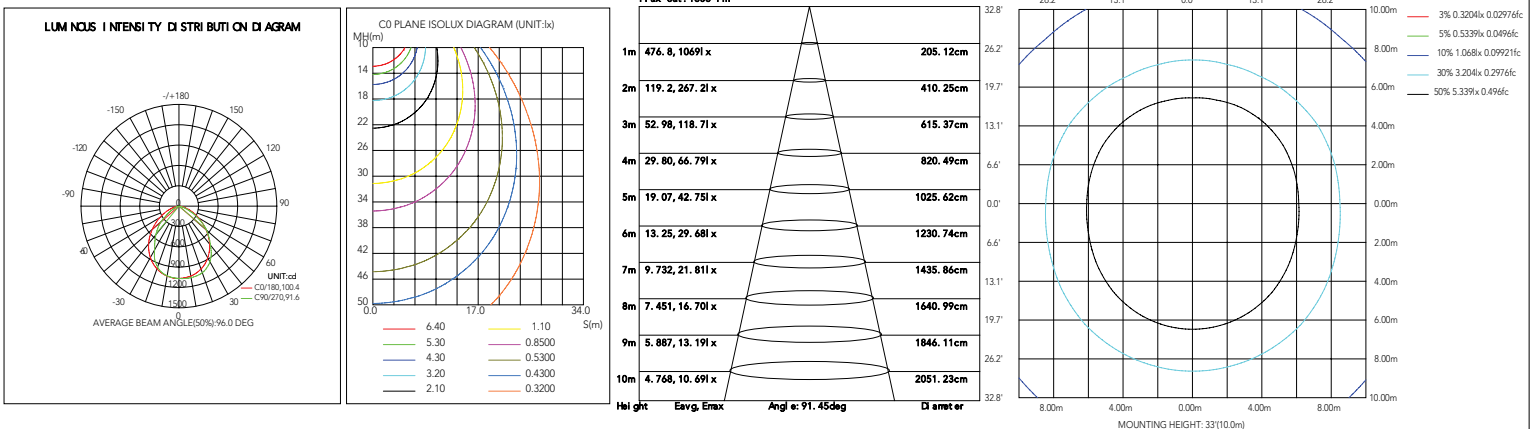 LUMINOUS INTENSITY DISTRIBUTION DIAGRAM
-/+180
-150
150
-120
120
-90
90
60
-30
30
0
0
300
600
900
1200
1500
UNIT:cd
C0/180,100.4
C90/270,91.6
AVERAGE BEAM ANGLE(50%):96.0 DEG
C0 PLANE ISOLUX DIAGRAM (UNIT:lx)
MH(m)
10
14
18
22
26
30
34
38
42
46
50
0.0
17.0
34.0
S(m)
6.40
5.30
4.30
3.20
2.10
1.10
0.8500
0.5300
0.4300
0.3200
1m 476.8, 1069lx 205.12cm
2m 119.2, 267.2lx 410.25cm
3m 52.98, 118.7lx 615.37cm
4m 29.80, 66.79lx 820.49cm
5m 19.07, 42.75lx 1025.62cm
6m 13.25, 29.68lx 1230.74cm
7m 9.732, 21.81lx 1435.86cm
8m 7.451, 16.70lx 1640.99cm
9m 5.887, 13.19lx 1846.11cm
10m 4.768, 10.69lx 2051.23cm
Height Eavg, Emax Angle: 91.45deg Diameter
32.8'
26.2'
19.7'
13.1'
6.6'
0.0'
6.6'
13.1'
19.7'
26.2'
32.8'
10.00m
8.00m
6.00m
4.00m
2.00m
0.00m
2.00m
4.00m
6.00m
8.00m
10.00m
8.00m 4.00m 0.00m 4.00m 8.00m
MOUNTING HEIGHT: 33'(10.0m)
3% 0.3204lx 0.02976fc
5% 0.5339lx 0.0496fc
10% 1.068lx 0.09921fc
30% 3.204lx 0.2976fc
50% 5.339lx 0.496fc